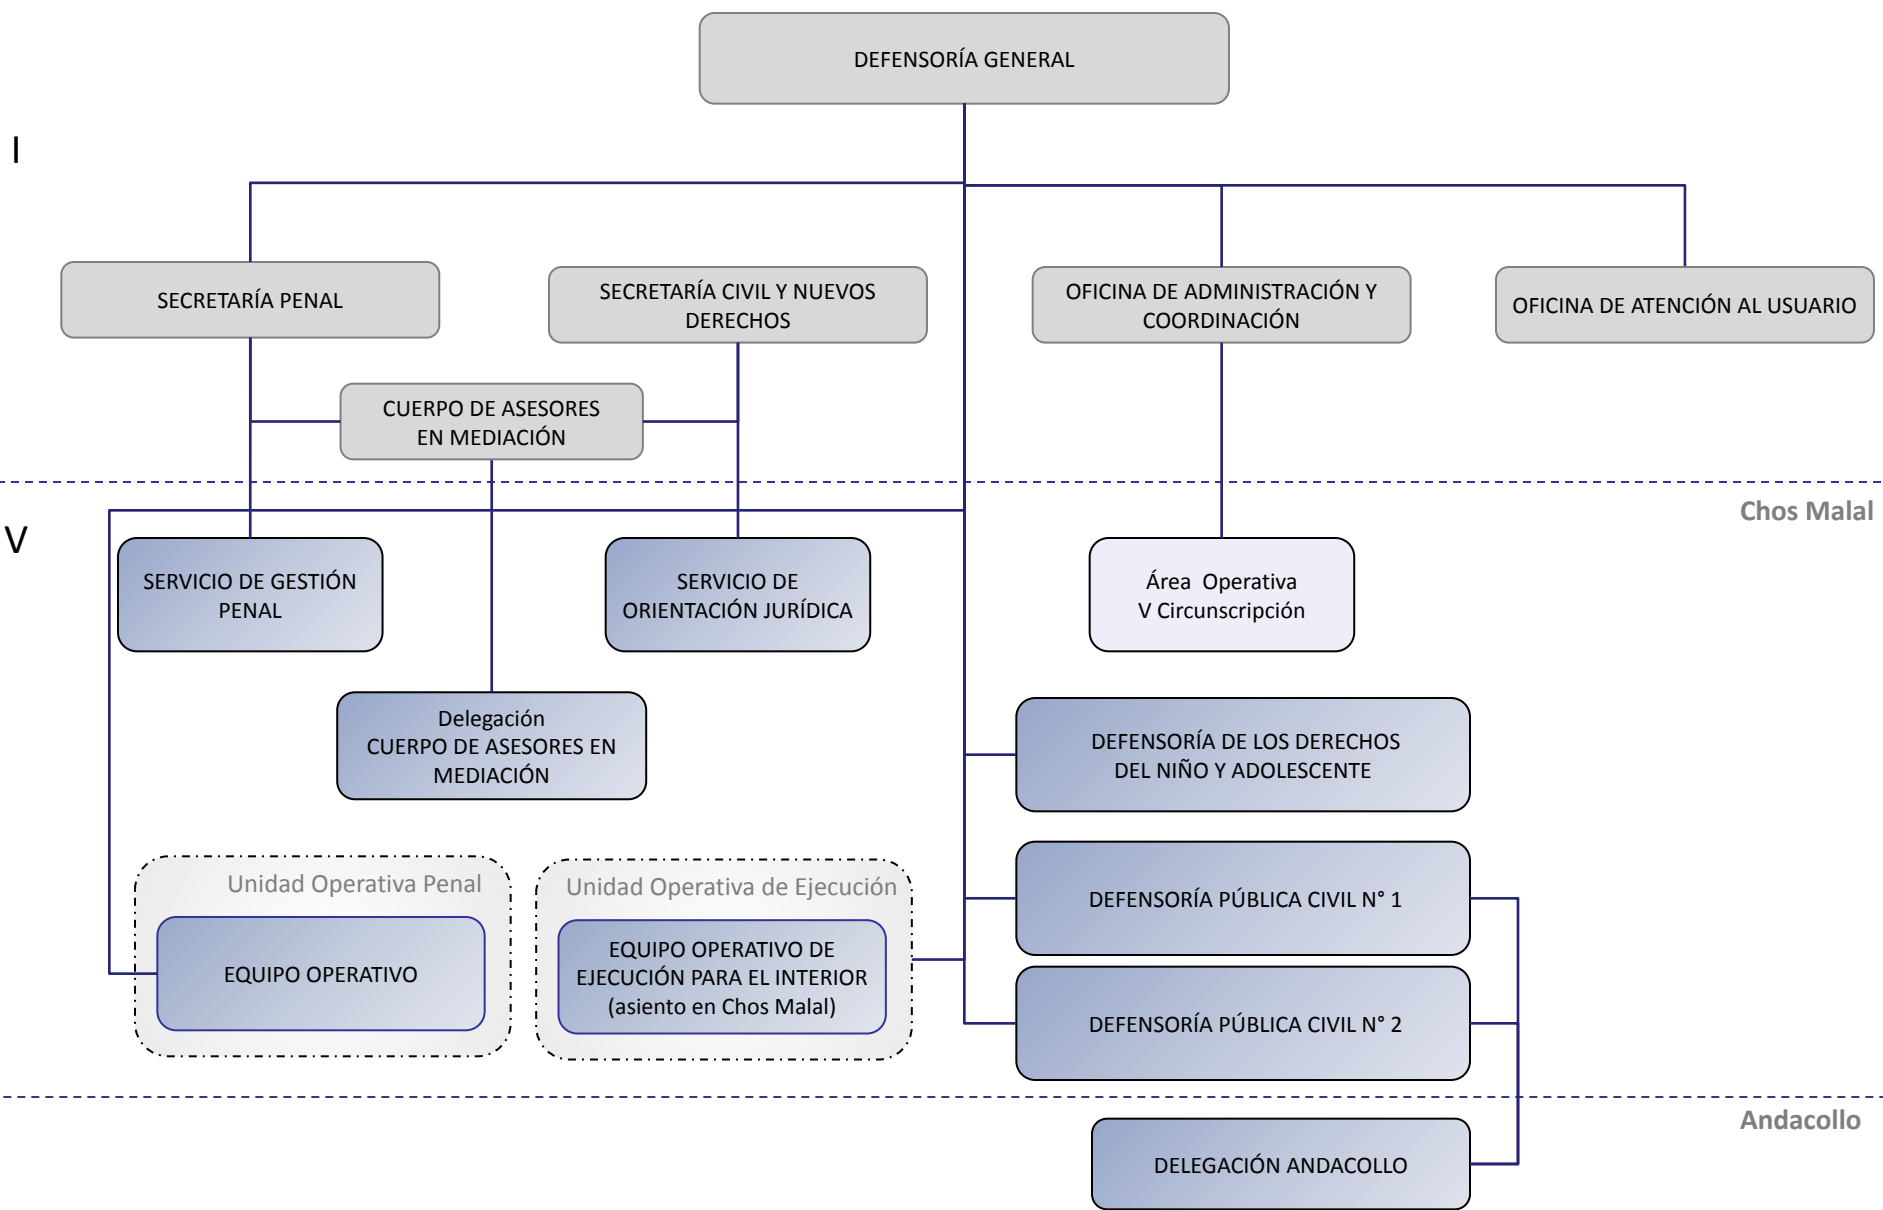 DEFENSORÍA GENERAL
I
SECRETARÍA PENAL
SECRETARÍA CIVIL Y NUEVOS
DERECHOS
OFICINA DE ADMINISTRACIÓN Y
COORDINACIÓN
OFICINA DE ATENCIÓN AL USUARIO
CUERPO DE ASESORES
EN MEDIACIÓN
Chos Malal
V
SERVICIO DE GESTIÓN
PENAL
SERVICIO DE
ORIENTACIÓN JURÍDICA
Área Operativa
V Circunscripción
Delegación
CUERPO DE ASESORES EN
MEDIACIÓN
DEFENSORÍA DE LOS DERECHOS
DEL NIÑO Y ADOLESCENTE
Unidad Operativa Penal
EQUIPO OPERATIVO
Unidad Operativa de Ejecución
EQUIPO OPERATIVO DE
EJECUCIÓN PARA EL INTERIOR
(asiento en Chos Malal)
DEFENSORÍA PÚBLICA CIVIL N° 1
DEFENSORÍA PÚBLICA CIVIL N° 2
Andacollo
DELEGACIÓN ANDACOLLO